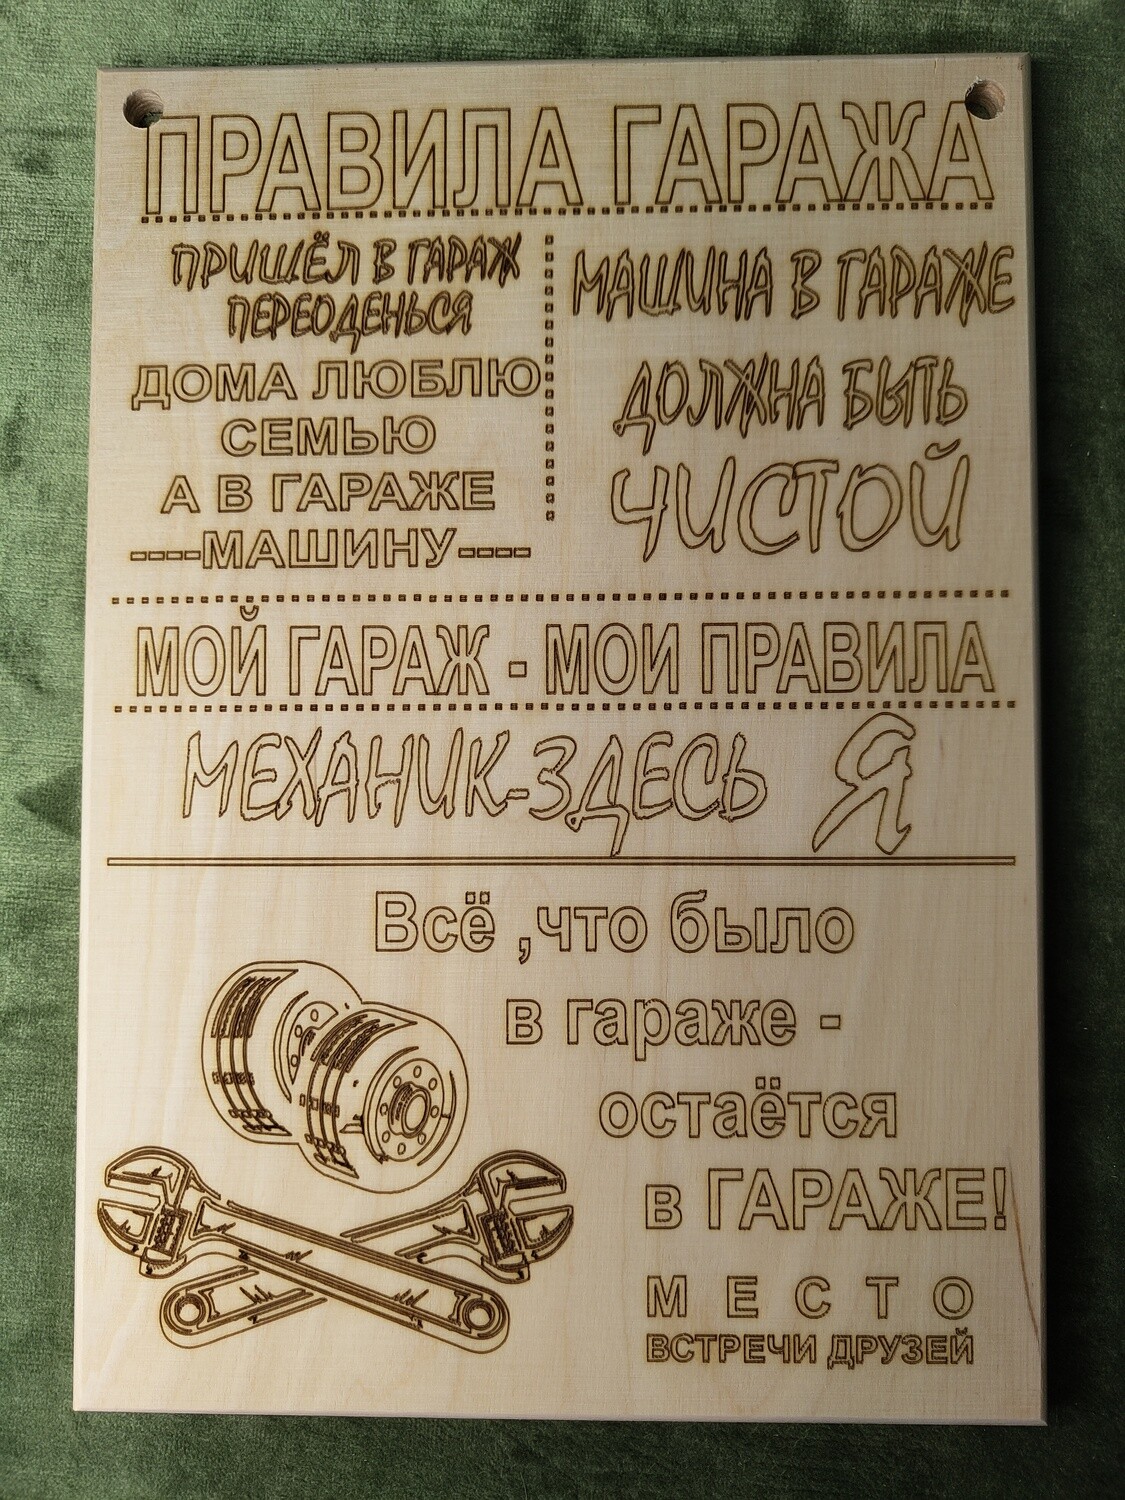 ПРАВИЛА ГАРАЖА
ПРИШЁЛ В ГАРАЖ
ПЕРЕОДЕНЬСЯ
ДОМА ЛЮБЛЮ
СЕМЬЮ
А В ГАРАЖЕ
----МАШИНУ----
МАШИНА В ГАРАЖЕ
ДОЛЖНА БЫТЬ
ЧИСТОЙ
МОЙ ГАРАЖ - МОИ ПРАВИЛА
МЕХАНИК-ЗДЕСЬ Я
Всё ,что было
в гараже -
остаётся
в ГАРАЖЕ!
МЕСТО
ВСТРЕЧИ ДРУЗЕЙ